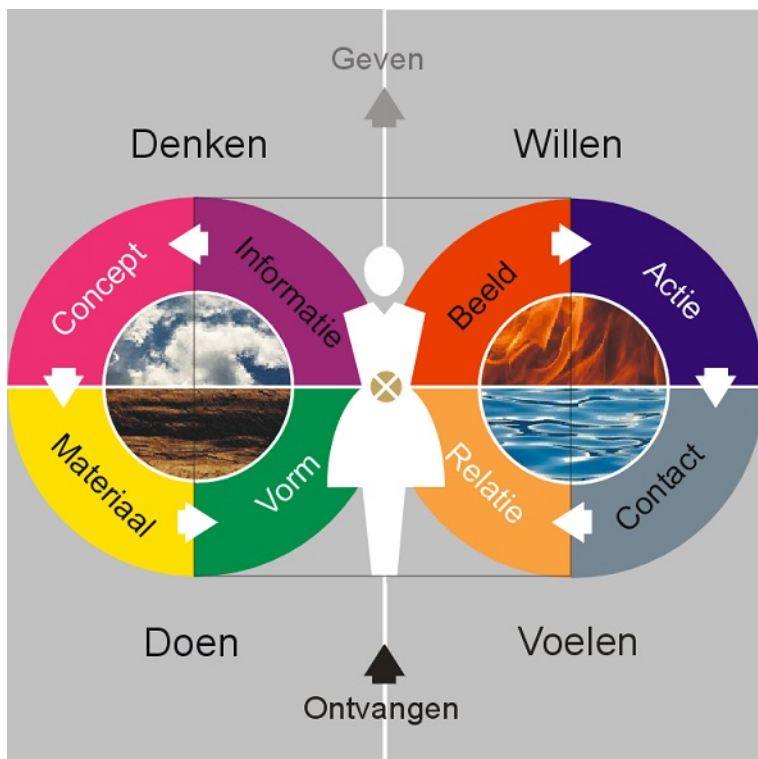 Geven
Denken
Willen
Concept
Informatie
Beeld
Actie
Materiaal
Vorm
Relatie
Contact
Doen
Voelen
Ontvangen